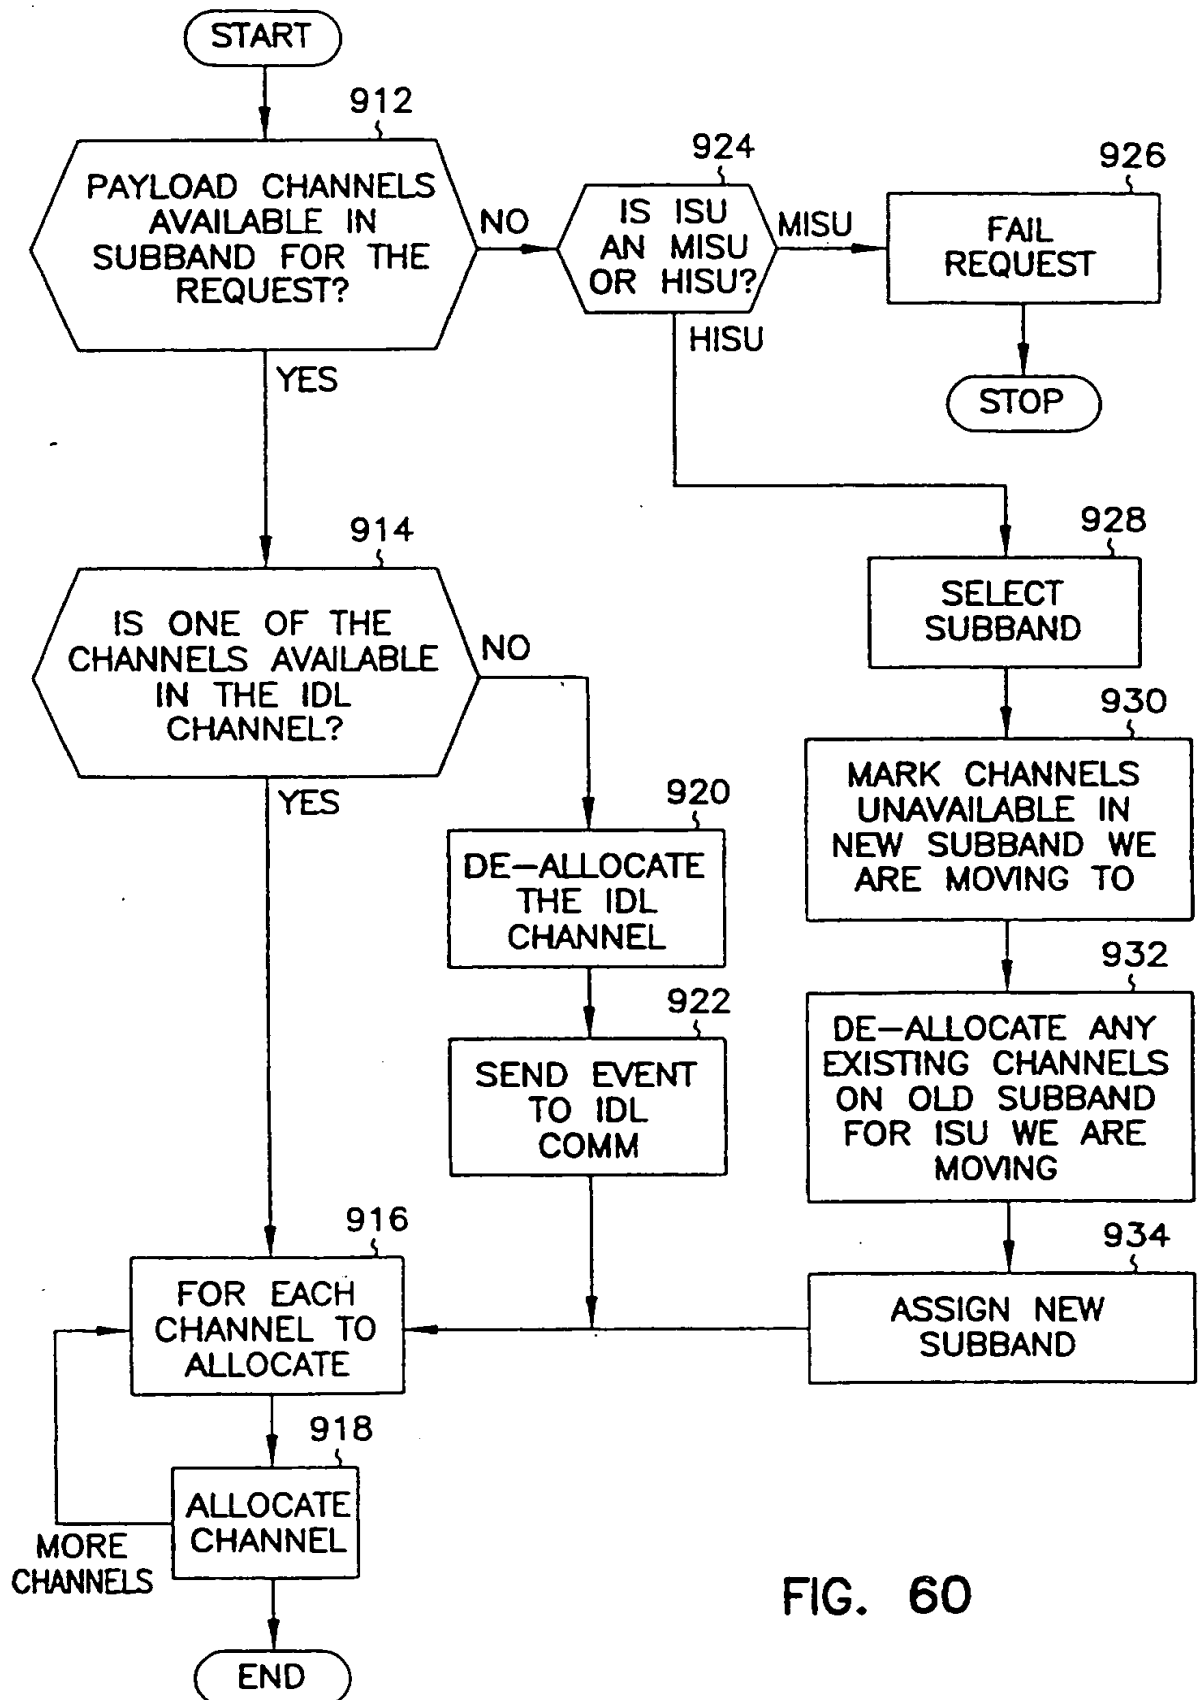 START
912
PAYLOAD CHANNELS
AVAILABLE IN
SUBBAND FOR THE
REQUEST?
NO
YES
924
IS ISU
AN MISU
OR HISU?
MISU
HISU
926
FAIL
REQUEST
STOP
914
IS ONE OF THE
CHANNELS AVAILABLE
IN THE IDL
CHANNEL?
NO
YES
928
SELECT
SUBBAND
930
MARK CHANNELS
UNAVAILABLE IN
NEW SUBBAND WE
ARE MOVING TO
920
DE-ALLOCATE
THE IDL
CHANNEL
932
DE-ALLOCATE ANY
EXISTING CHANNELS
ON OLD SUBBAND
FOR ISU WE ARE
MOVING
922
SEND EVENT
TO IDL
COMM
934
ASSIGN NEW
SUBBAND
916
FOR EACH
CHANNEL TO
ALLOCATE
918
ALLOCATE
CHANNEL
MORE
CHANNELS
END
FIG. 60